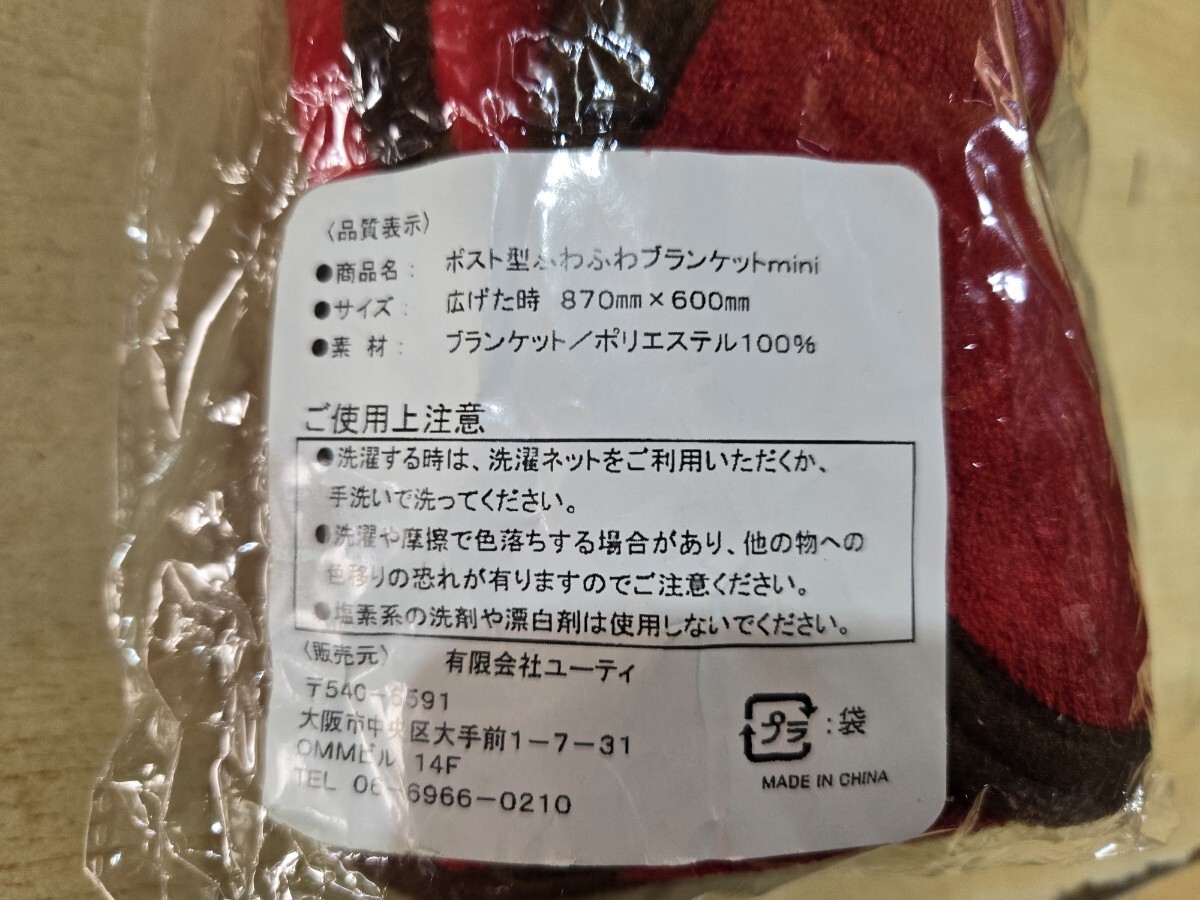 〈品質表示〉
●商品名： ポスト型ふわふわブランケットmini
●サイズ： 広げた時 870㎜×600㎜
●素 材： ブランケット／ポリエステル100%
ご使用上注意
●洗濯する時は、洗濯ネットをご利用いただくか、
手洗いで洗ってください。
●洗濯や摩擦で色落ちする場合があり、他の物への
色移りの恐れが有りますのでご注意ください。
●塩素系の洗剤や漂白剤は使用しないでください。
〈販売元〉 有限会社ユーティ
〒540-6591
大阪市中央区大手前1-7-31
OMMビル 14F
TEL 06-6966-0210
プラ :袋
MADE IN CHINA